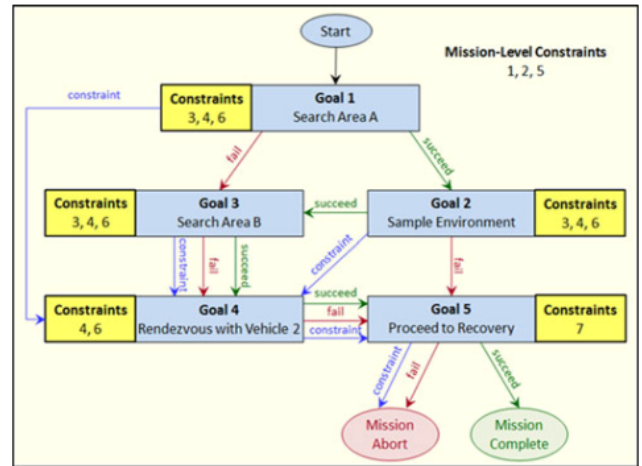 Start
Mission-Level Constraints
1, 2, 5
constraint
Constraints
3, 4, 6
Goal 1
Search Area A
fail
succeed
Constraints
3, 4, 6
Goal 3
Search Area B
succeed
Goal 2
Sample Environment
Constraints
3, 4, 6
constraint
fail
succeed
constraint
fail
Constraints
4, 6
Goal 4
Rendezvous with Vehicle 2
succeed
fail
constraint
Goal 5
Proceed to Recovery
Constraints
7
constraint
fail
succeed
Mission
Abort
Mission
Complete